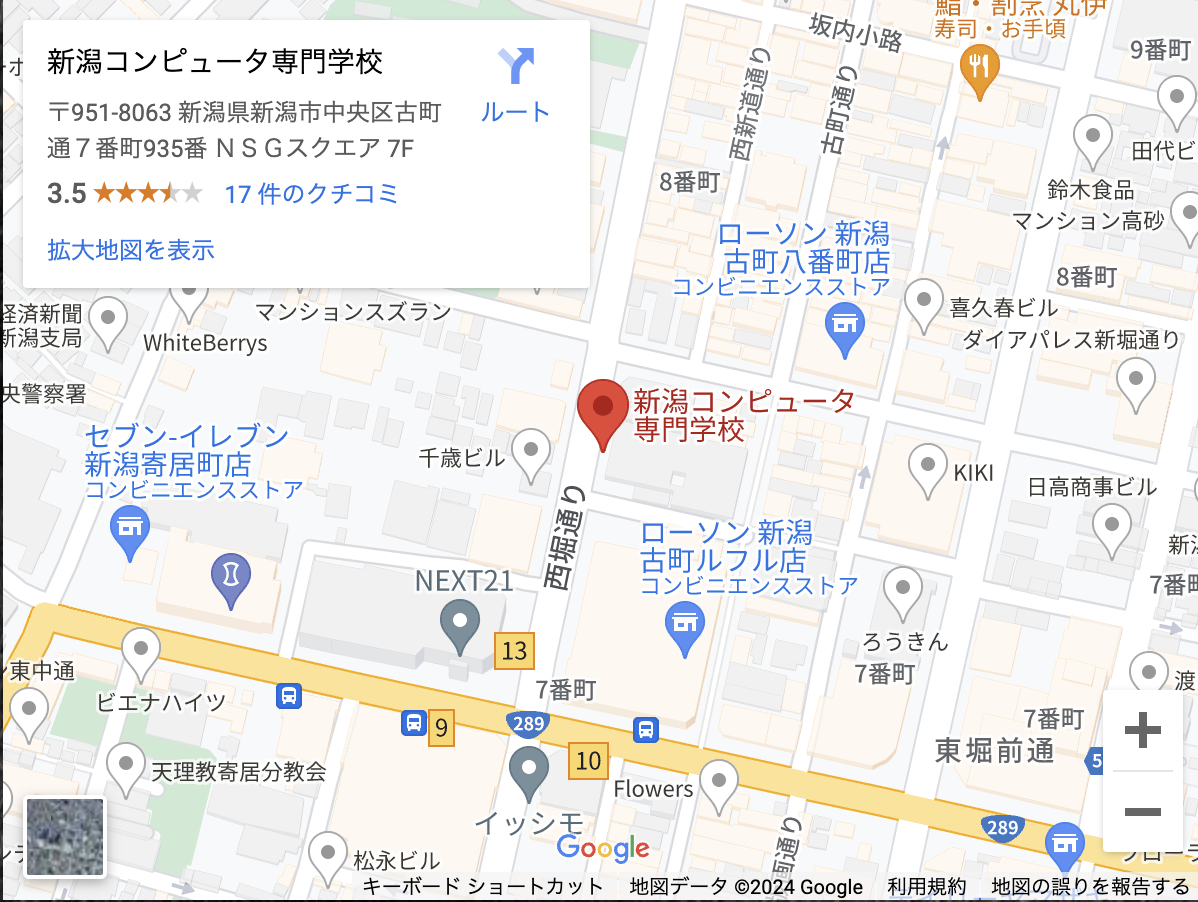 新潟コンピュータ専門学校
〒951-8063 新潟県新潟市中央区古町
通７番町935番 ＮＳＧスクエア 7F
3.5
17 件のクチコミ
拡大地図を表示
ルート
坂内小路
鮨・割烹 丸伊
寿司・お手頃
9番町
西新道通り
古町通り
田代ビ
8番町
鈴木食品
マンション高砂
ローソン 新潟
古町八番町店
コンビニエンスストア
8番町
経済新聞
新潟支局
WhiteBerrys
マンションスズラン
喜久春ビル
ダイアパレス新堀通り
央警察署
新潟コンピュータ
専門学校
セブン-イレブン
新潟寄居町店
コンビニエンスストア
千歳ビル
KIKI
日高商事ビル
西堀通り
ローソン 新潟
古町ルフル店
コンビニエンスストア
NEXT21
7番町
ろうきん
7番町
13
東中通
ビエナハイツ
7番町
渡
7番町
289
9
10
東堀前通
5
天理教寄居分教会
Flowers
イッシモ
289
松永ビル
Google
キーボード ショートカット
地図データ ©2024 Google
利用規約
地図の誤りを報告する